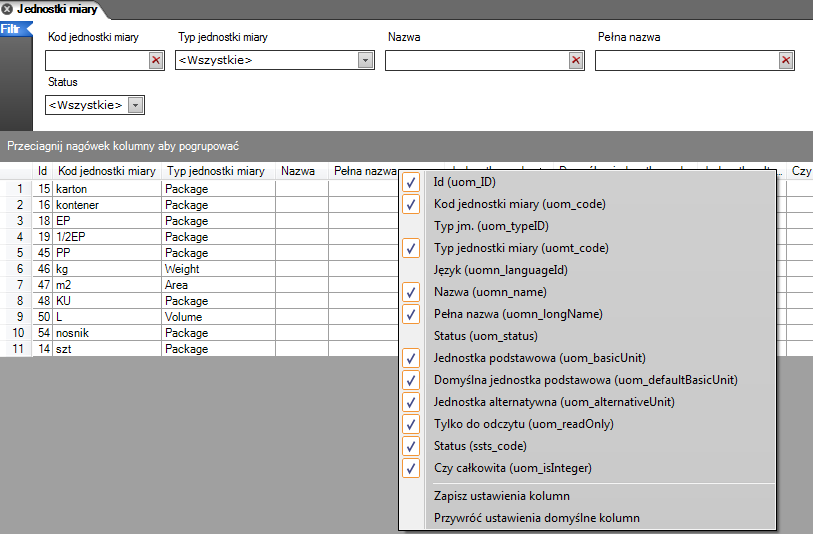 Jednostki miary
Filtr
Kod jednostki miary Typ jednostki miary Nazwa Pełna nazwa
<Wszystkie>
Status
<Wszystkie>
Przeciagnij nagówek kolumny aby pogrupować
Id Kod jednostki miary Typ jednostki miary Nazwa Pełna nazwa Czy
1 15 karton Package
2 16 kontener Package
3 18 EP Package
4 19 1/2EP Package
5 45 PP Package
6 46 kg Weight
7 47 m2 Area
8 48 KU Package
9 50 L Volume
10 54 nosnik Package
11 14 szt Package
Id (uom_ID)
Kod jednostki miary (uom_code)
Typ jm. (uom_typeID)
Typ jednostki miary (uomt_code)
Język (uomn_languageId)
Nazwa (uomn_name)
Pełna nazwa (uomn_longName)
Status (uom_status)
Jednostka podstawowa (uom_basicUnit)
Domyślna jednostka podstawowa (uom_defaultBasicUnit)
Jednostka alternatywna (uom_alternativeUnit)
Tylko do odczytu (uom_readOnly)
Status (ssts_code)
Czy całkowita (uom_isInteger)
Zapisz ustawienia kolumn
Przywróć ustawienia domyślne kolumn